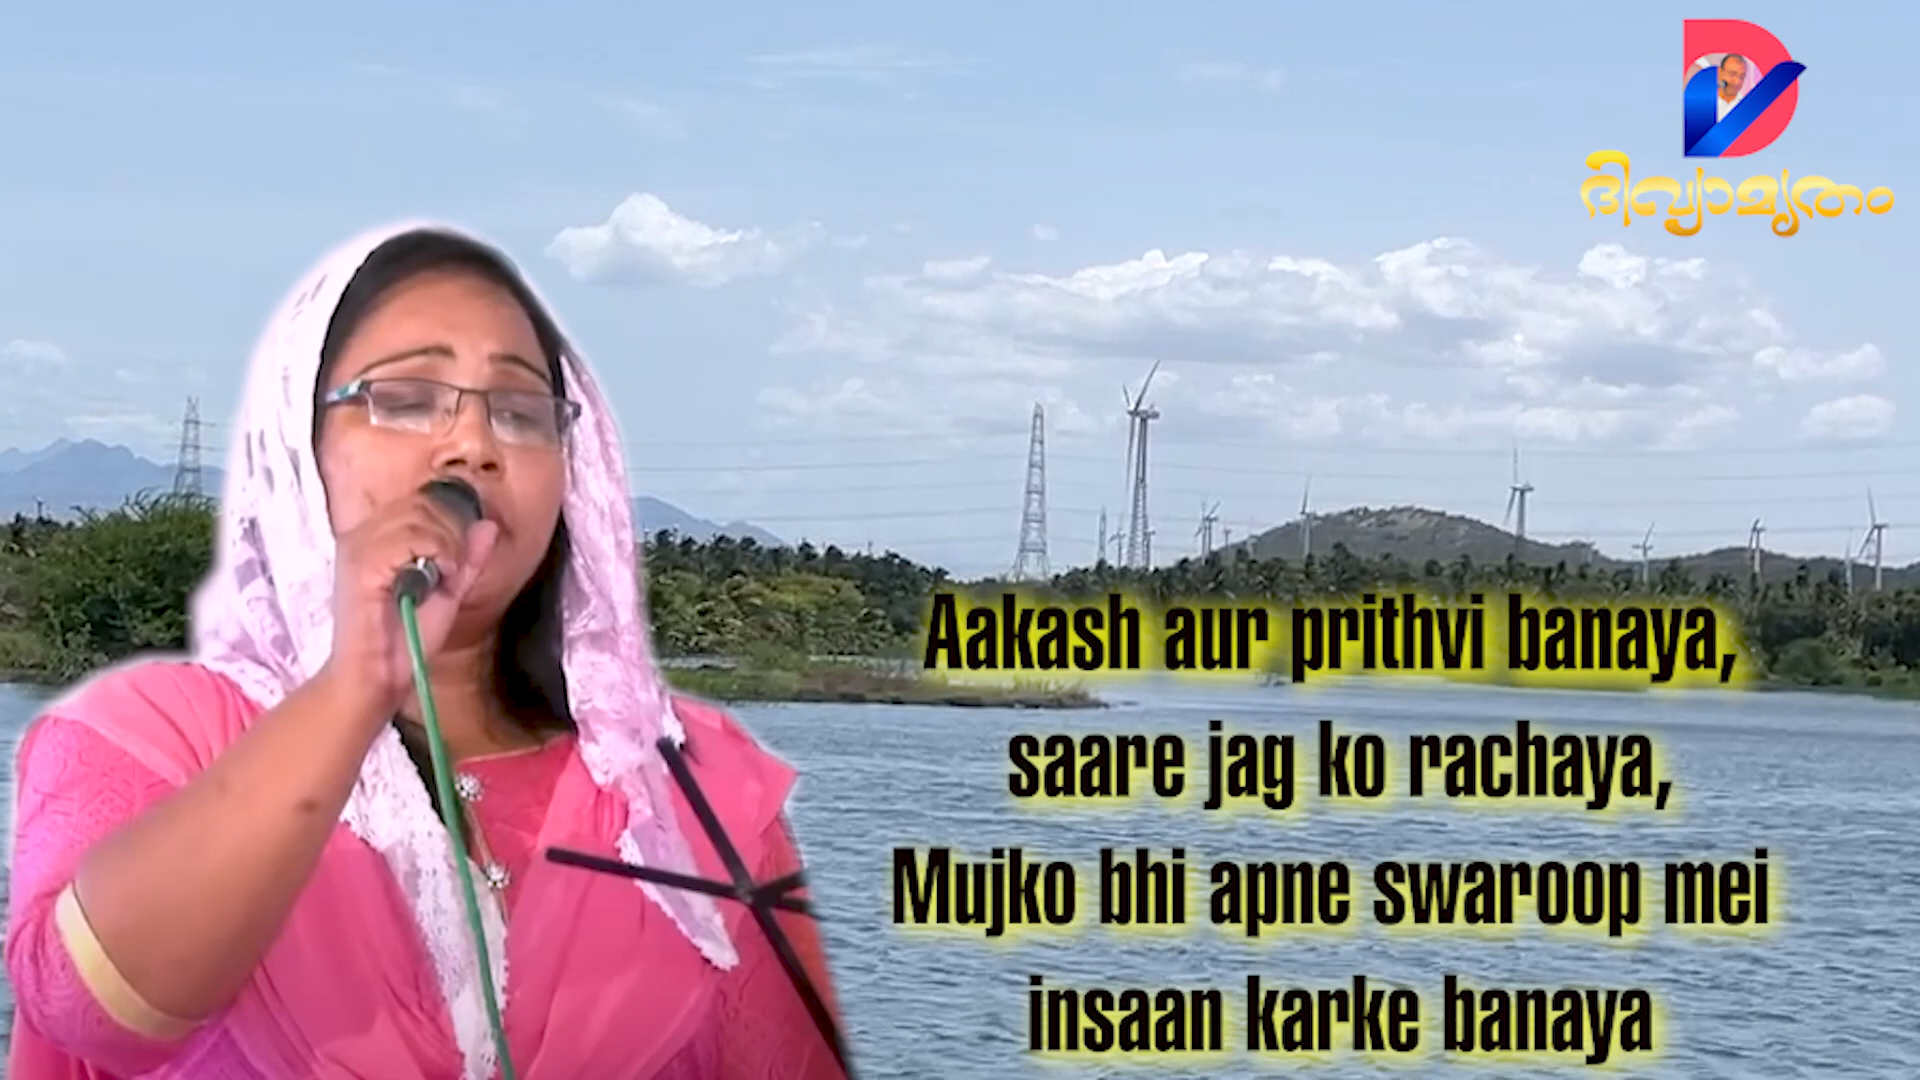 ദിവ്യാമൃതം
Aakash aur prithvi banaya,
saare jag ko rachaya,
Mujko bhi apne swaroop mei
insaan karke banaya